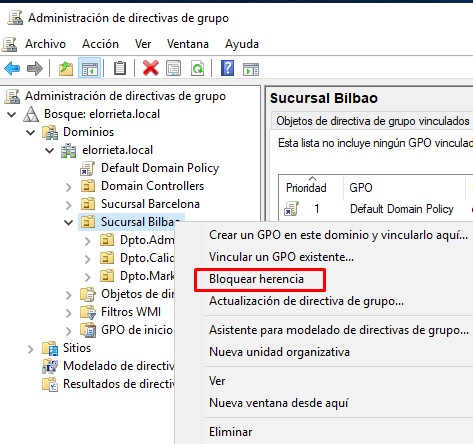 Administración de directivas de grupo
Archivo Acción Ver Ventana Ayuda
Administración de directivas de grupo
Bosque: elorrieta.local
Dominios
elorrieta.local
Default Domain Policy
Domain Controllers
Sucursal Barcelona
Sucursal Bilbao
Dpto.Adm
Dpto.Calid
Dpto.Mark
Objetos de dir
Filtros WMI
GPO de inicio
Sitios
Modelado de directiv
Resultados de directiv
Sucursal Bilbao
Objetos de directiva de grupo vinculados
Esta lista no incluye ningún GPO vinculad
Prioridad GPO
1 Default Domain Policy
Crear un GPO en este dominio y vincularlo aquí...
Vincular un GPO existente...
Bloquear herencia
Actualización de directiva de grupo...
Asistente para modelado de directivas de grupo...
Nueva unidad organizativa
Ver
Nueva ventana desde aquí
Eliminar